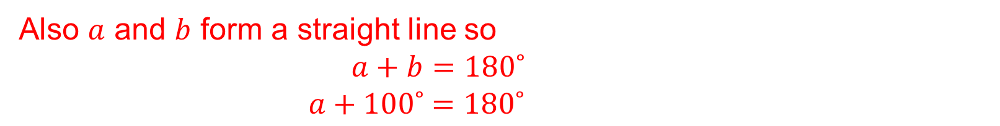 Also a and b form a straight line so
a + b = 180°
a + 100° = 180°